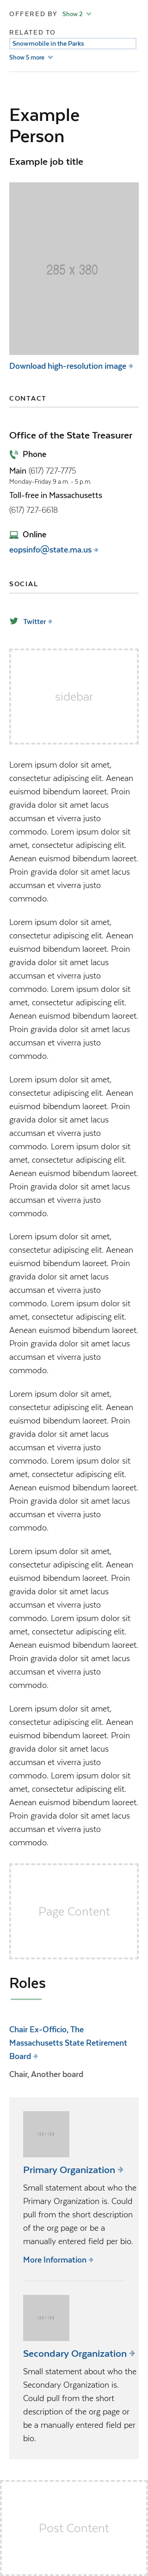 OFFERED BY Show 2
RELATED TO
Snowmobile in the Parks
Show 5 more
Example
Person
Example job title
285 x 380
Download high-resolution image
CONTACT
Office of the State Treasurer
Phone
Main (617) 727-7775
Monday-Friday 9 a.m. - 5 p.m.
Toll-free in Massachusetts
(617) 727-6618
Online
eopsinfo@state.ma.us
SOCIAL
Twitter
sidebar
Lorem ipsum dolor sit amet,
consectetur adipiscing elit. Aenean
euismod bibendum laoreet. Proin
gravida dolor sit amet lacus
accumsan et viverra justo
commodo. Lorem ipsum dolor sit
amet, consectetur adipiscing elit.
Aenean euismod bibendum laoreet.
Proin gravida dolor sit amet lacus
accumsan et viverra justo
commodo.
Lorem ipsum dolor sit amet,
consectetur adipiscing elit. Aenean
euismod bibendum laoreet. Proin
gravida dolor sit amet lacus
accumsan et viverra justo
commodo. Lorem ipsum dolor sit
amet, consectetur adipiscing elit.
Aenean euismod bibendum laoreet.
Proin gravida dolor sit amet lacus
accumsan et viverra justo
commodo.
Lorem ipsum dolor sit amet,
consectetur adipiscing elit. Aenean
euismod bibendum laoreet. Proin
gravida dolor sit amet lacus
accumsan et viverra justo
commodo. Lorem ipsum dolor sit
amet, consectetur adipiscing elit.
Aenean euismod bibendum laoreet.
Proin gravida dolor sit amet lacus
accumsan et viverra justo
commodo.
Lorem ipsum dolor sit amet,
consectetur adipiscing elit. Aenean
euismod bibendum laoreet. Proin
gravida dolor sit amet lacus
accumsan et viverra justo
commodo. Lorem ipsum dolor sit
amet, consectetur adipiscing elit.
Aenean euismod bibendum laoreet.
Proin gravida dolor sit amet lacus
accumsan et viverra justo
commodo.
Lorem ipsum dolor sit amet,
consectetur adipiscing elit. Aenean
euismod bibendum laoreet. Proin
gravida dolor sit amet lacus
accumsan et viverra justo
commodo. Lorem ipsum dolor sit
amet, consectetur adipiscing elit.
Aenean euismod bibendum laoreet.
Proin gravida dolor sit amet lacus
accumsan et viverra justo
commodo.
Lorem ipsum dolor sit amet,
consectetur adipiscing elit. Aenean
euismod bibendum laoreet. Proin
gravida dolor sit amet lacus
accumsan et viverra justo
commodo. Lorem ipsum dolor sit
amet, consectetur adipiscing elit.
Aenean euismod bibendum laoreet.
Proin gravida dolor sit amet lacus
accumsan et viverra justo
commodo.
Lorem ipsum dolor sit amet,
consectetur adipiscing elit. Aenean
euismod bibendum laoreet. Proin
gravida dolor sit amet lacus
accumsan et viverra justo
commodo. Lorem ipsum dolor sit
amet, consectetur adipiscing elit.
Aenean euismod bibendum laoreet.
Proin gravida dolor sit amet lacus
accumsan et viverra justo
commodo.
Page Content
Roles
Chair Ex-Officio, The
Massachusetts State Retirement
Board
Chair, Another board
Primary Organization
Small statement about who the
Primary Organization is. Could
pull from the short description
of the org page or be a
manually entered field per bio.
More Information
Secondary Organization
Small statement about who the
Secondary Organization is.
Could pull from the short
description of the org page or
be a manually entered field per
bio.
Post Content